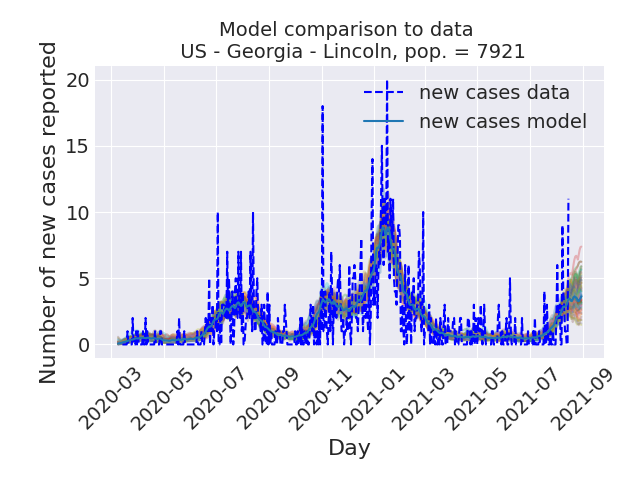 Model comparison to data
US - Georgia - Lincoln, pop. = 7921
new cases data
new cases model
Number of new cases reported
20
15
10
5
0
2020-03
2020-05
2020-07
2020-09
2020-11
2021-01
2021-03
2021-05
2021-07
2021-09
Day